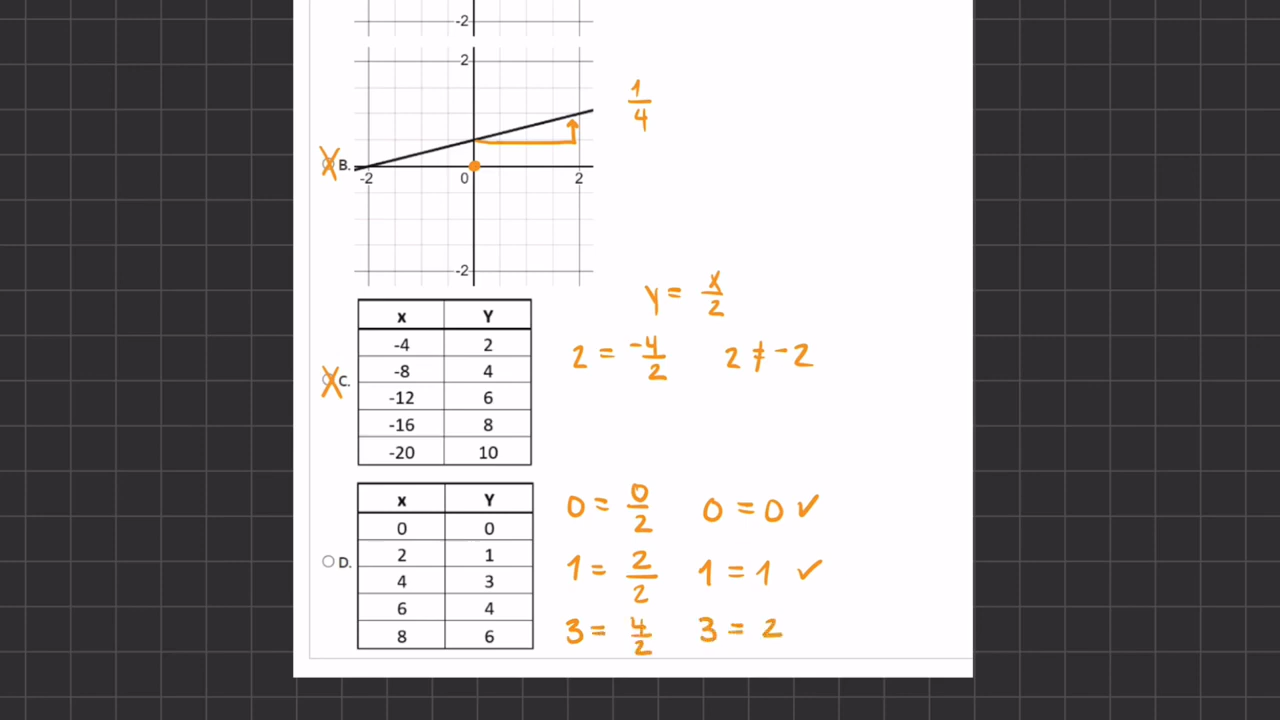 -2
2
1/4
B.
-2 0 2
-2
y = x/2
x Y
-4 2
2 = -4/2 2 ≠ -2
-8 4
C.
-12 6
-16 8
-20 10
x Y
0 = 0/2 0 = 0 ✓
0 0
2 1
D.
1 = 2/2 1 = 1 ✓
4 3
6 4
3 = 4/2 3 = 2
8 6